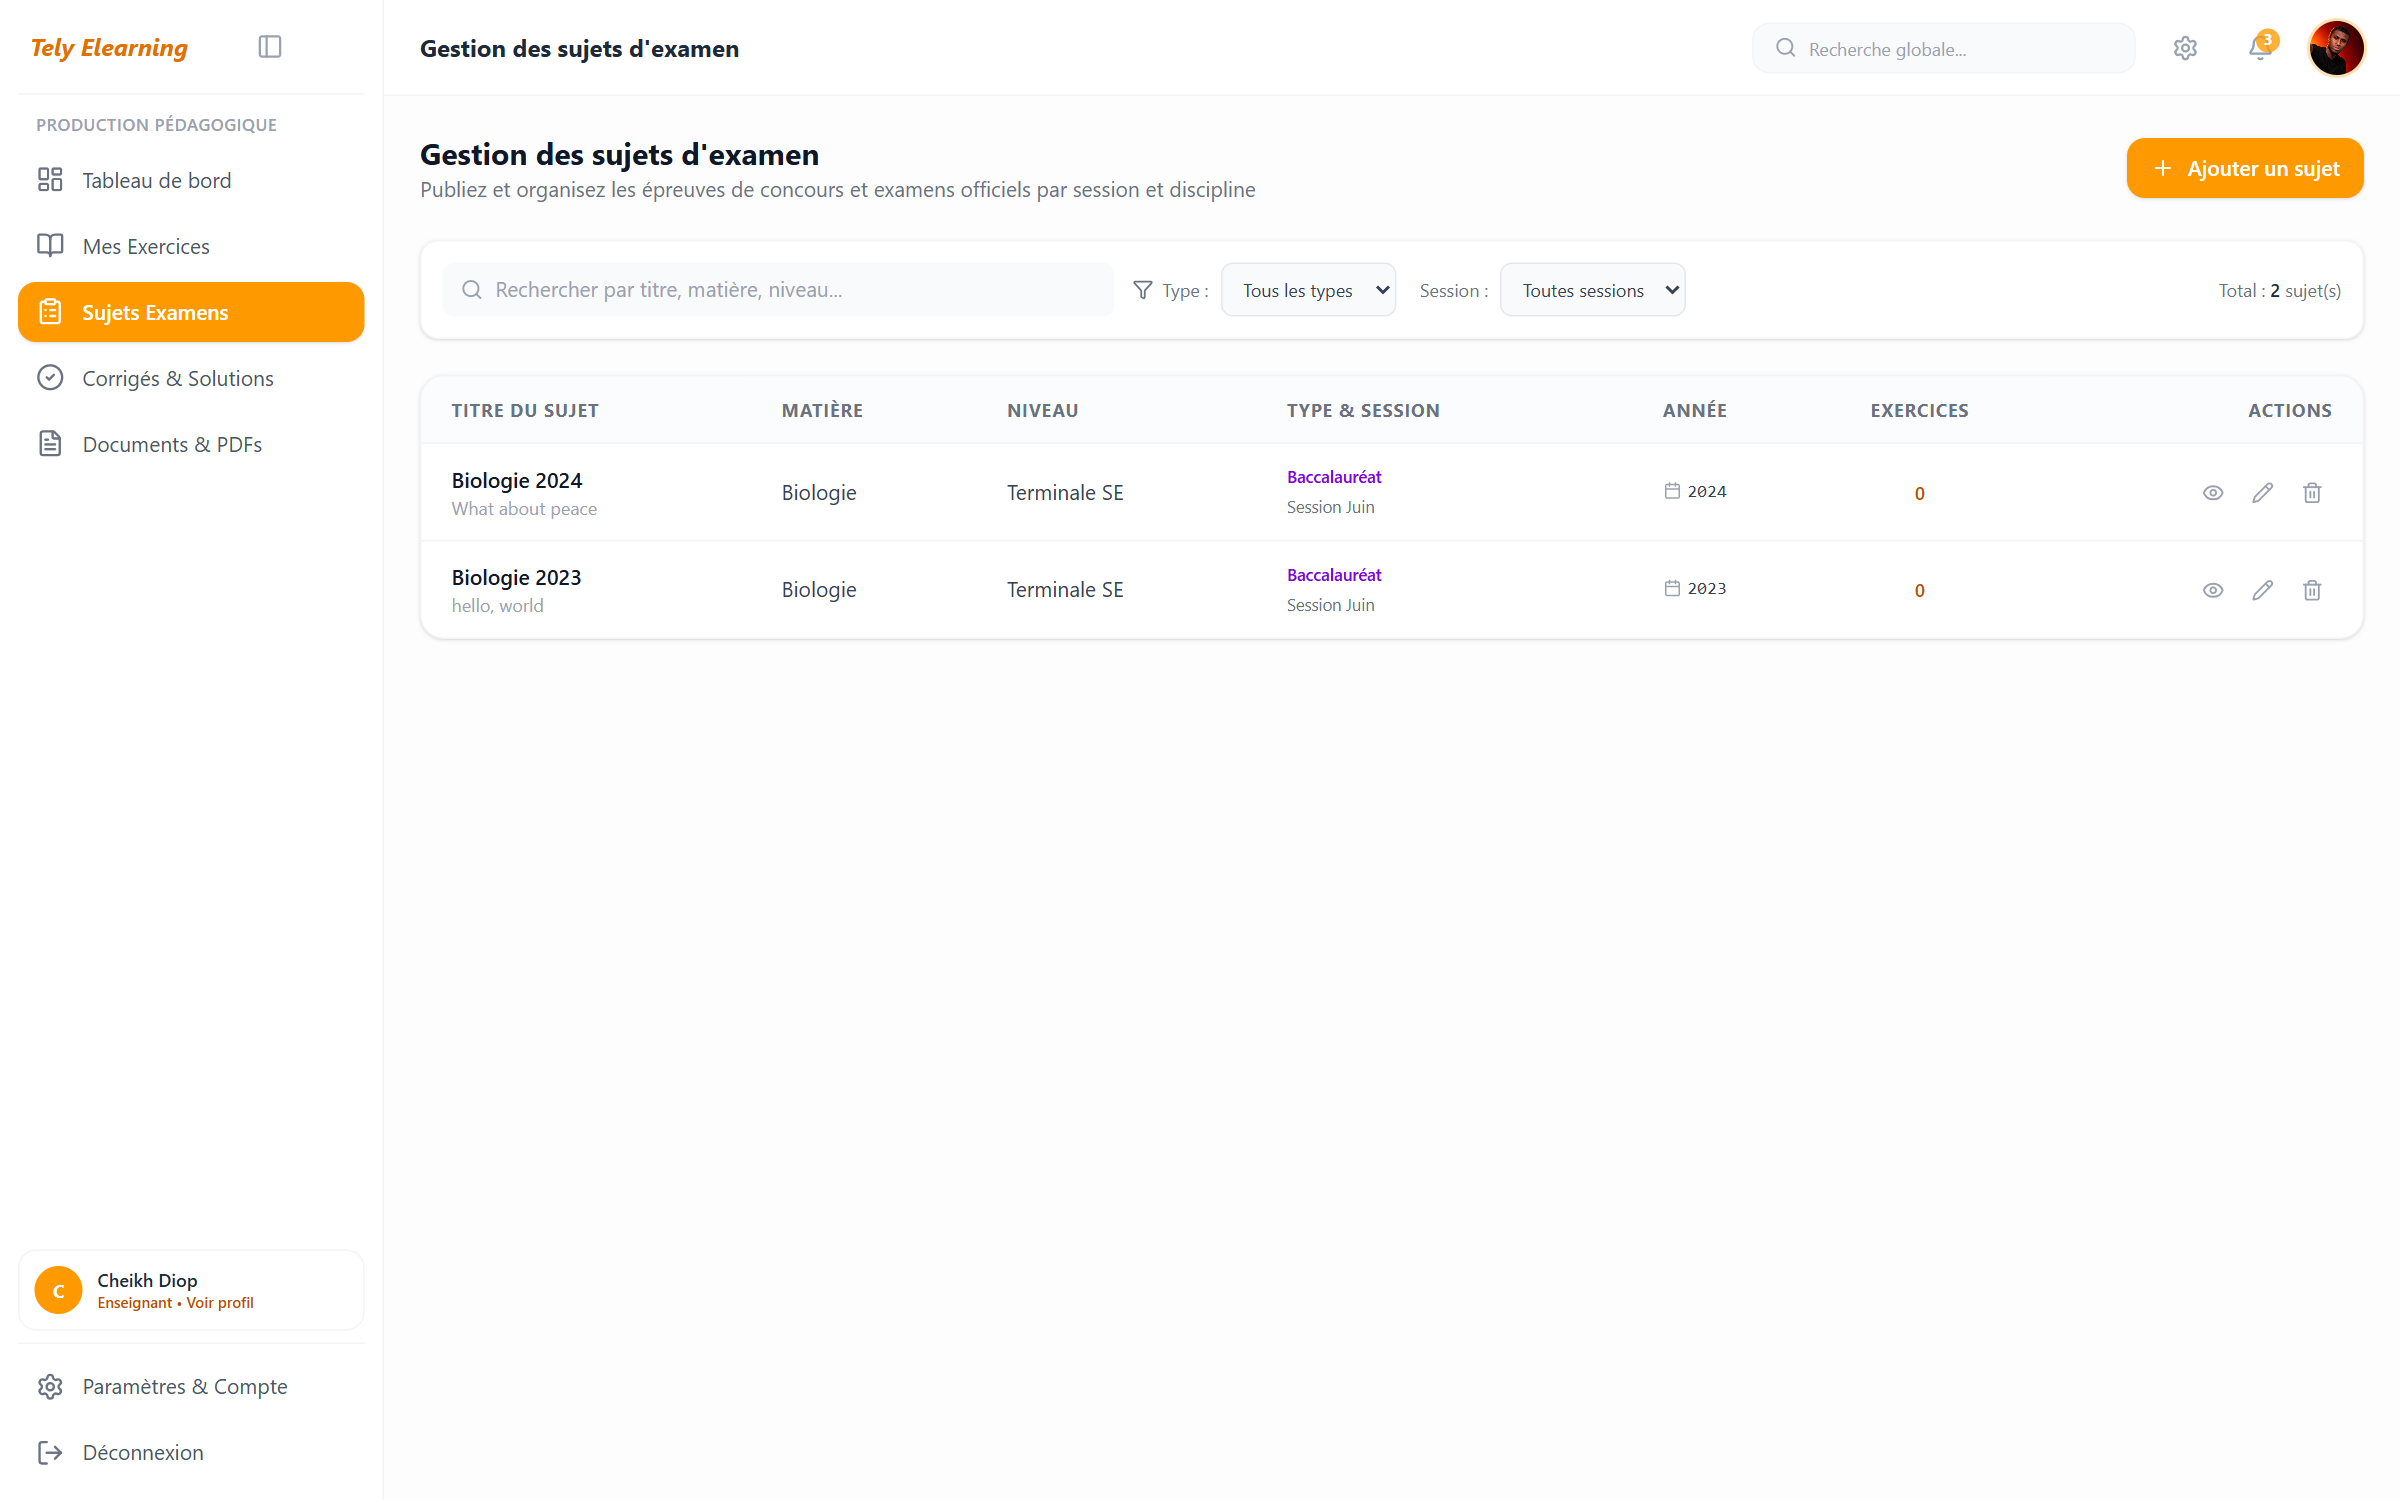 Tely Elearning
Gestion des sujets d'examen
Recherche globale...
3
PRODUCTION PÉDAGOGIQUE
Tableau de bord
Mes Exercices
Sujets Examens
Corrigés & Solutions
Documents & PDFs
Gestion des sujets d'examen
Publiez et organisez les épreuves de concours et examens officiels par session et discipline
Ajouter un sujet
Rechercher par titre, matière, niveau...
Type :
Tous les types
Session :
Toutes sessions
Total : 2 sujet(s)
TITRE DU SUJET MATIÈRE NIVEAU TYPE & SESSION ANNÉE EXERCICES ACTIONS
Biologie 2024
What about peace
Biologie
Terminale SE
Baccalauréat
Session Juin
2024
0
Biologie 2023
hello, world
Biologie
Terminale SE
Baccalauréat
Session Juin
2023
0
C
Cheikh Diop
Enseignant • Voir profil
Paramètres & Compte
Déconnexion